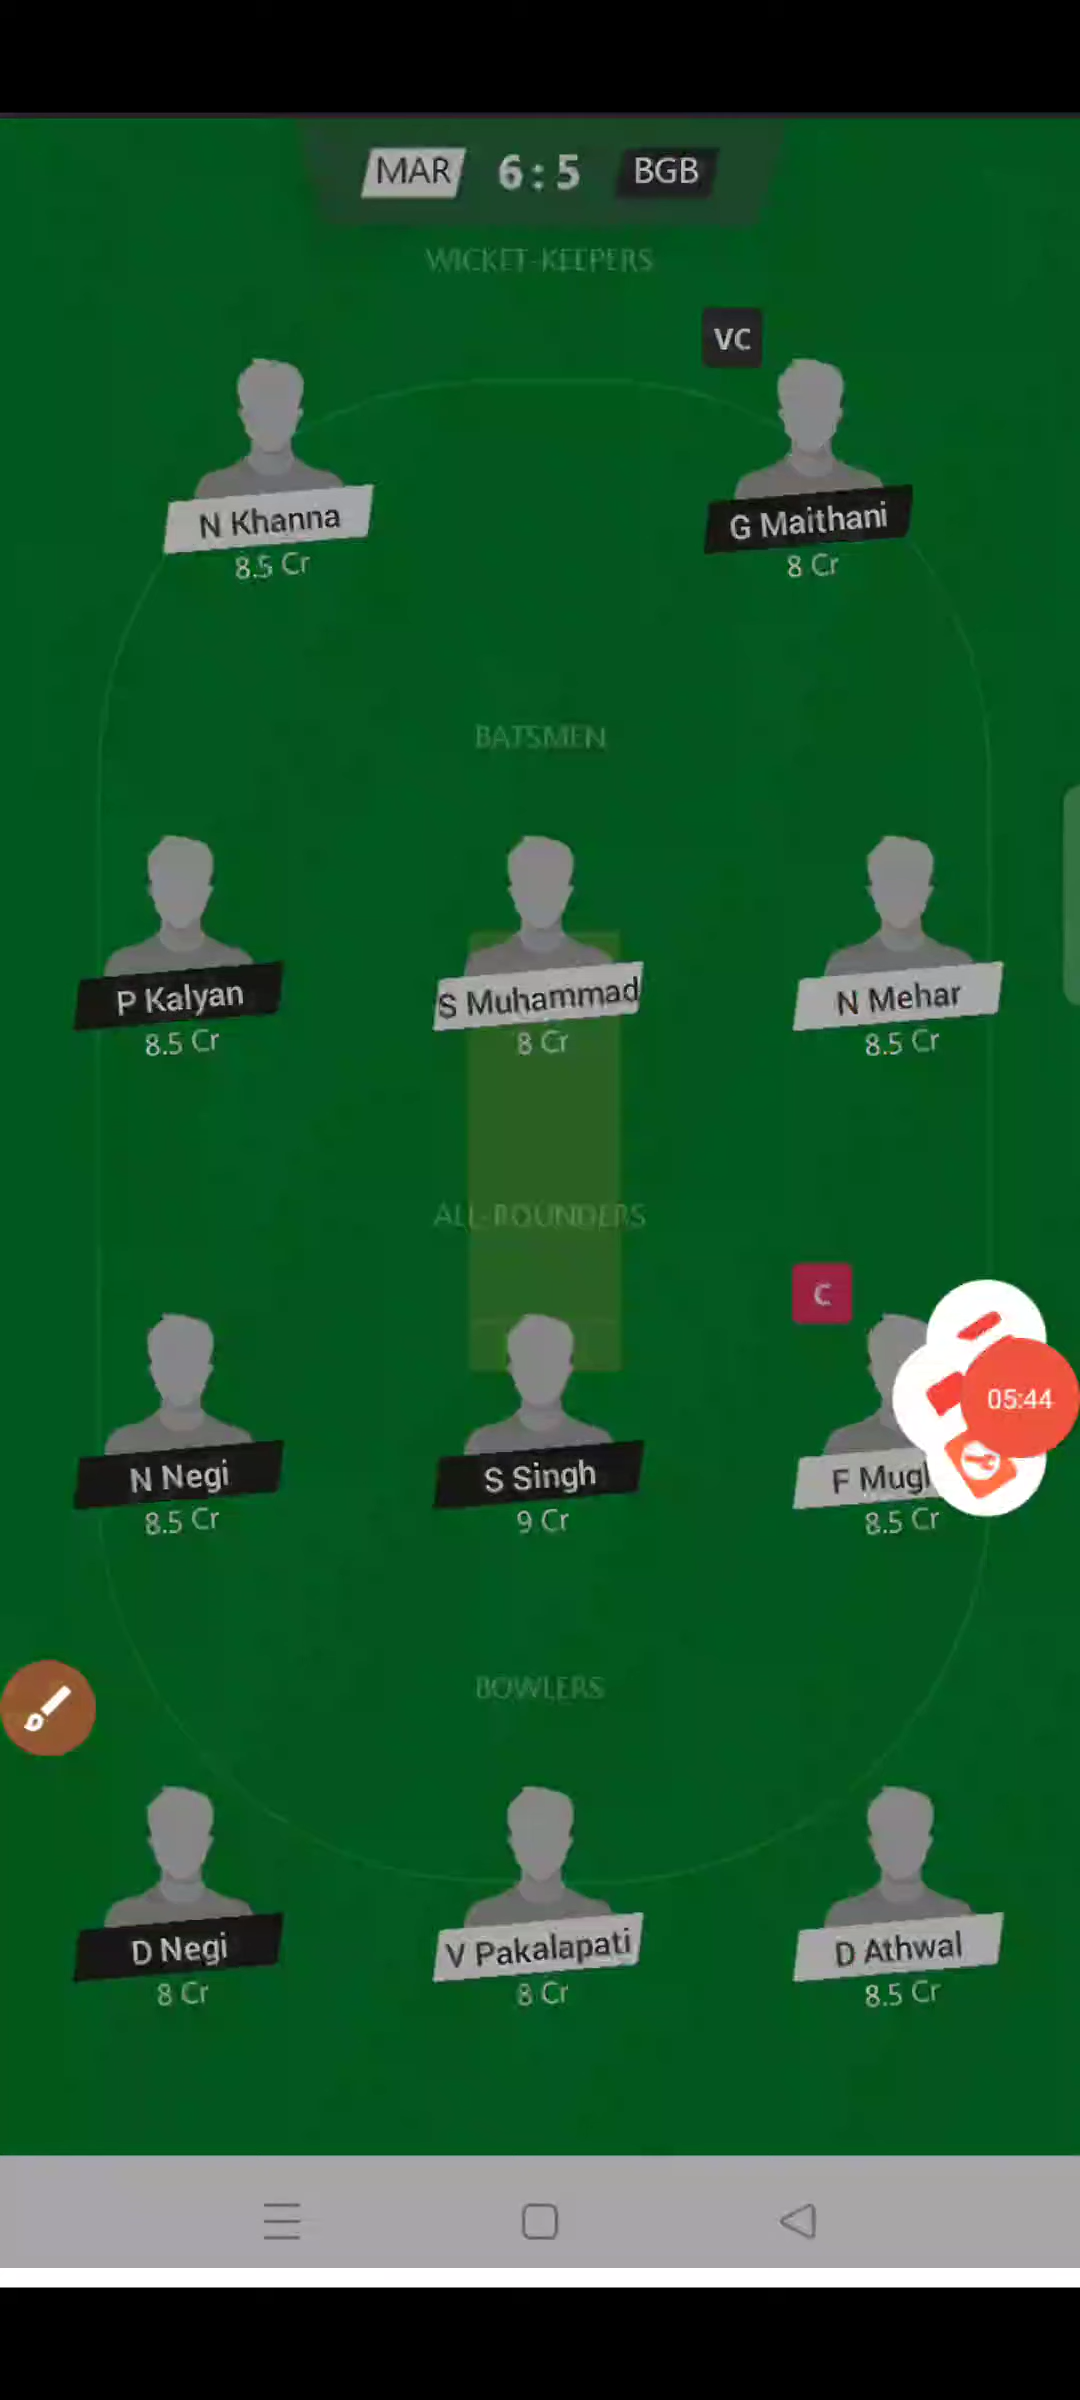 MAR 6 : 5 BGB
WICKET-KEEPERS
VC
N Khanna G Maithani
8.5 Cr 8 Cr
BATSMEN
P Kalyan S Muhammad N Mehar
8.5 Cr 8 Cr 8.5 Cr
ALL-ROUNDERS
C
05:44
N Negi S Singh F
8.5 Cr 9 Cr 8.5 Cr
BOWLERS
D Negi V Pakalapati D Athwal
8 Cr 8 Cr 8.5 Cr